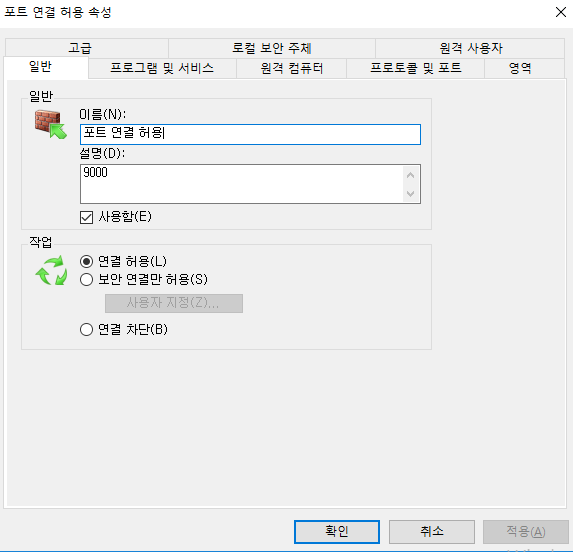 포트 연결 허용 속성
고급 로컬 보안 주체 원격 사용자
일반 프로그램 및 서비스 원격 컴퓨터 프로토콜 및 포트 영역
일반
이름(N):
포트 연결 허용
설명(D):
9000
사용함(E)
작업
연결 허용(L)
보안 연결만 허용(S)
사용자 지정(Z)...
연결 차단(B)
확인 취소 적용(A)